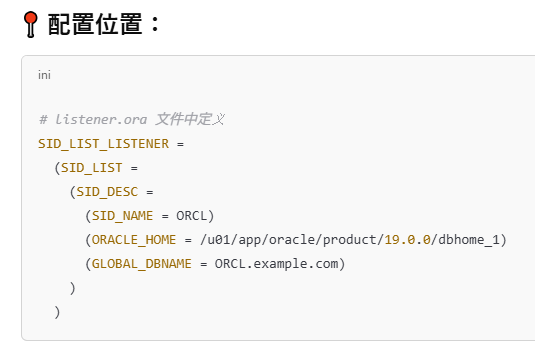 配置位置：
ini
# listener.ora 文件中定义
SID_LIST_LISTENER =
  (SID_LIST =
    (SID_DESC =
      (SID_NAME = ORCL)
      (ORACLE_HOME = /u01/app/oracle/product/19.0.0/dbhome_1)
      (GLOBAL_DBNAME = ORCL.example.com)
    )
  )